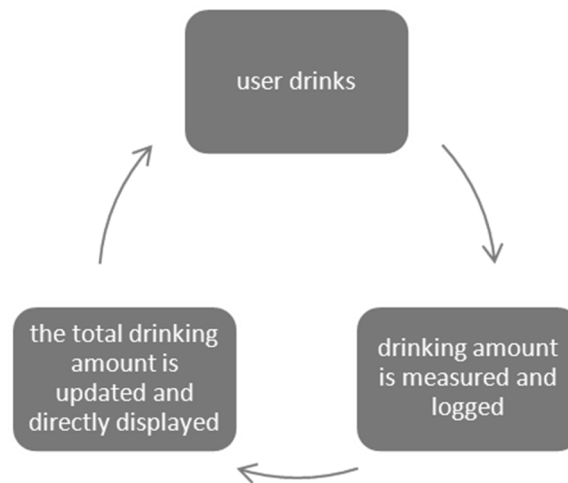 user drinks
drinking amount
is measured and
logged
the total drinking
amount is
updated and
directly displayed